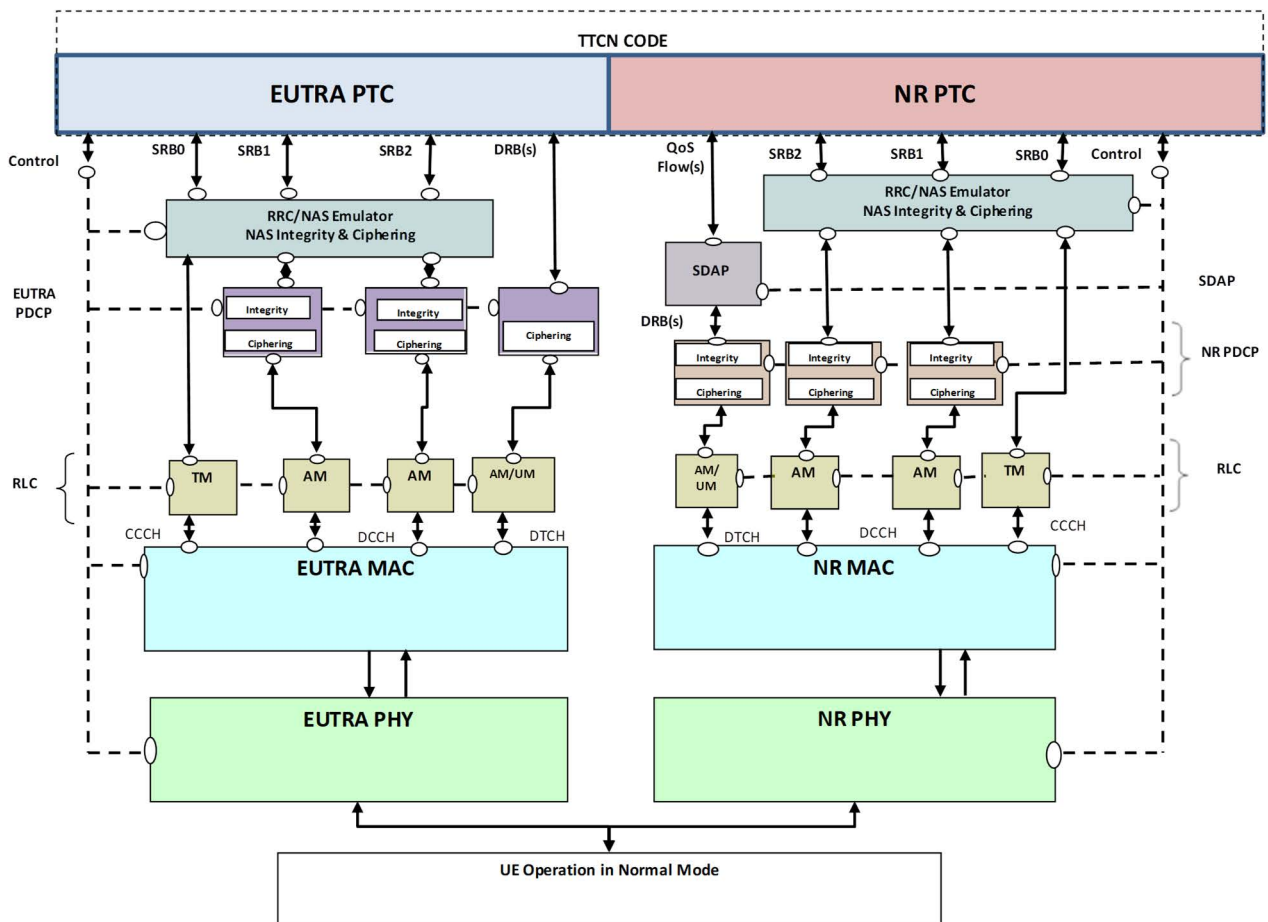 TTCN CODE
EUTRA PTC
NR PTC
Control
SRB0
SRB1
SRB2
DRB(s)
QoS
Flow(s)
SRB2
SRB1
SRB0
Control
RRC/NAS Emulator
NAS Integrity & Ciphering
RRC/NAS Emulator
NAS Integrity & Ciphering
EUTRA
PDCP
Integrity
Ciphering
Integrity
Ciphering
Ciphering
SDAP
SDAP
DRB(s)
Integrity
Ciphering
Integrity
Ciphering
Integrity
Ciphering
NR PDCP
RLC
TM
AM
AM
AM/UM
AM/
UM
AM
AM
TM
RLC
CCCH
DCCH
DTCH
DTCH
DCCH
CCCH
EUTRA MAC
NR MAC
EUTRA PHY
NR PHY
UE Operation in Normal Mode